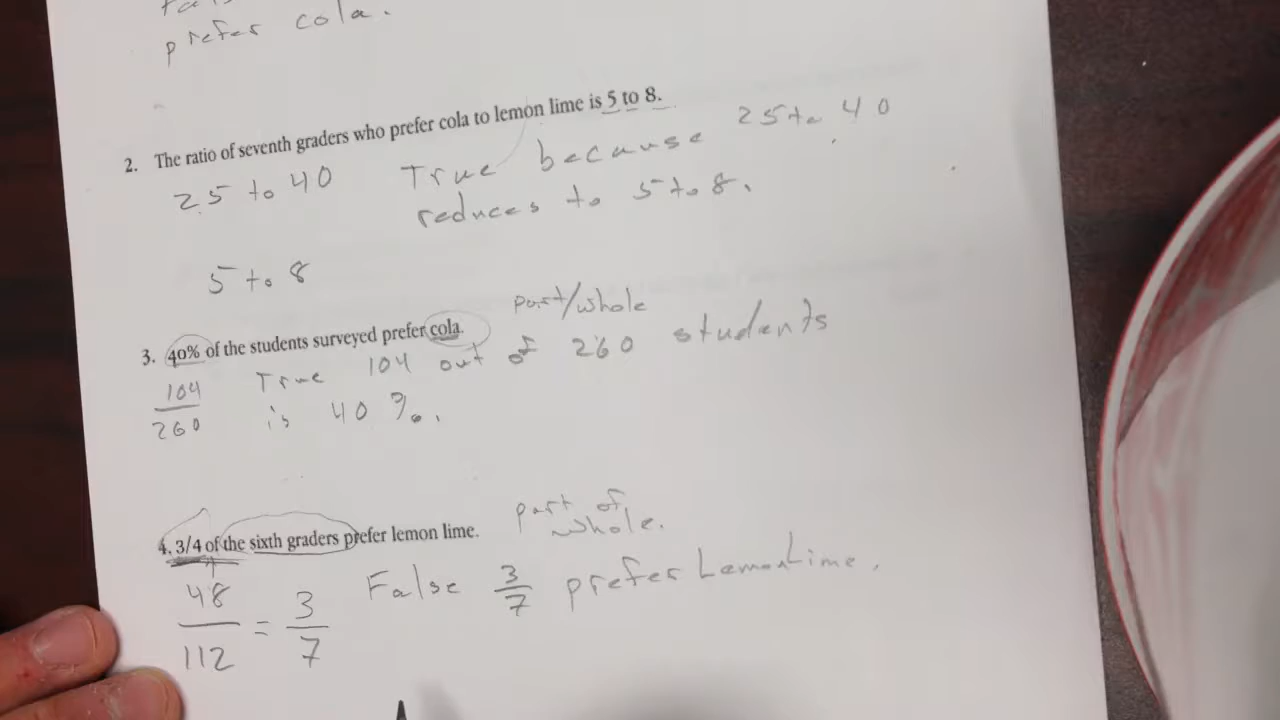 prefer cola.
2. The ratio of seventh graders who prefer cola to lemon lime is 5 to 8.
25 to 40 True because 25 to 40
reduces to 5 to 8.
5 to 8
part/whole
3. 40% of the students surveyed prefer cola.
104/260 True 104 out of 260 students
is 40%.
part of
whole.
4. 3/4 of the sixth graders prefer lemon lime.
48/112 = 3/7 False 3/7 prefer Lemon Lime.